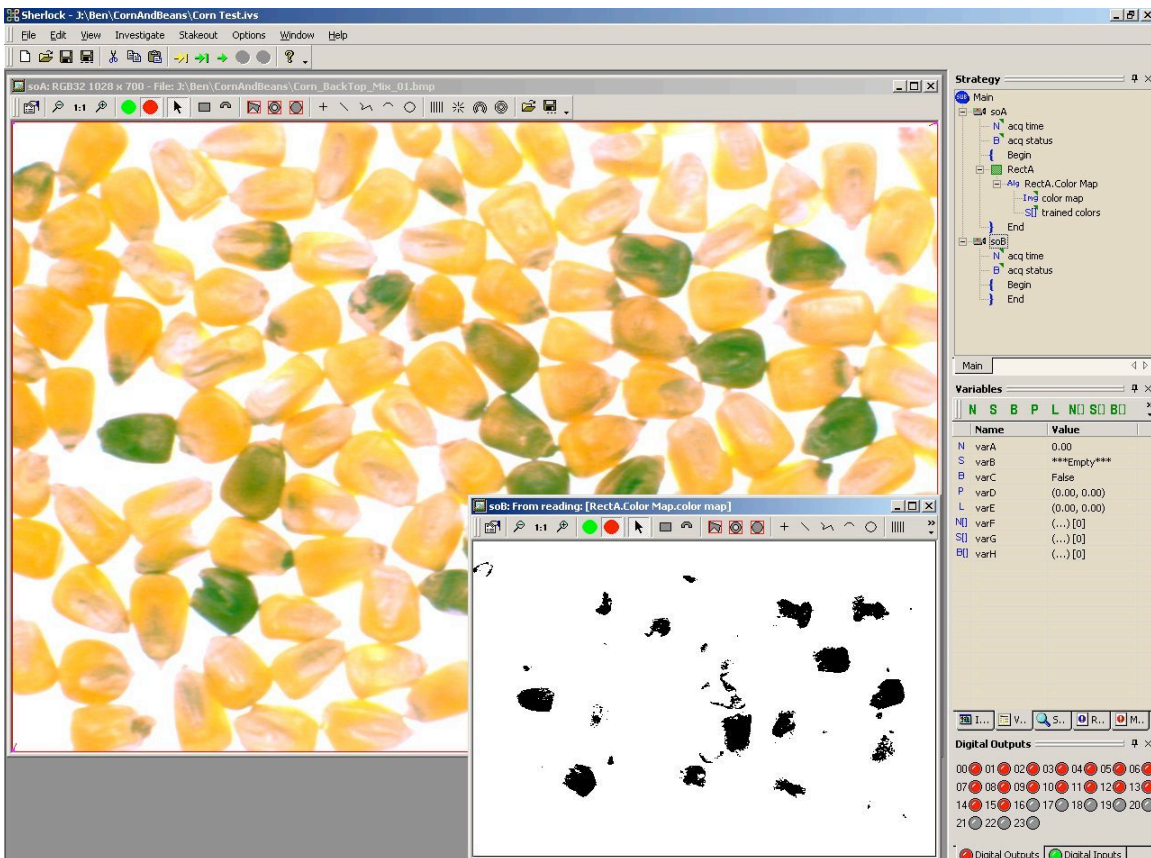 Sherlock - J:\Ben\CornAndBeans\Corn Test.ivs
File Edit View Investigate Stakeout Options Window Help
soA: RGB32 1028 x 700 - File: J:\Ben\CornAndBeans\Corn_BackTop_Mix_01.bmp
1:1
soB: From reading: [RectA.Color Map.color map]
1:1
Strategy
Main
soA
N acq time
B acq status
{ Begin
RectA
Alg RectA.Color Map
Img color map
S[] trained colors
} End
soB
N acq time
B acq status
{ Begin
} End
Main
Variables
N S B P L N[] S[] B[]
Name Value
N varA 0.00
S varB ***Empty***
B varC False
P varD (0.00, 0.00)
L varE (0.00, 0.00)
N[] varF (...) [0]
S[] varG (...) [0]
B[] varH (...) [0]
I... V.. S.. R.. M..
Digital Outputs
00 01 02 03 04 05 06
07 08 09 10 11 12 13
14 15 16 17 18 19 20
21 22 23
Digital Outputs Digital Inputs